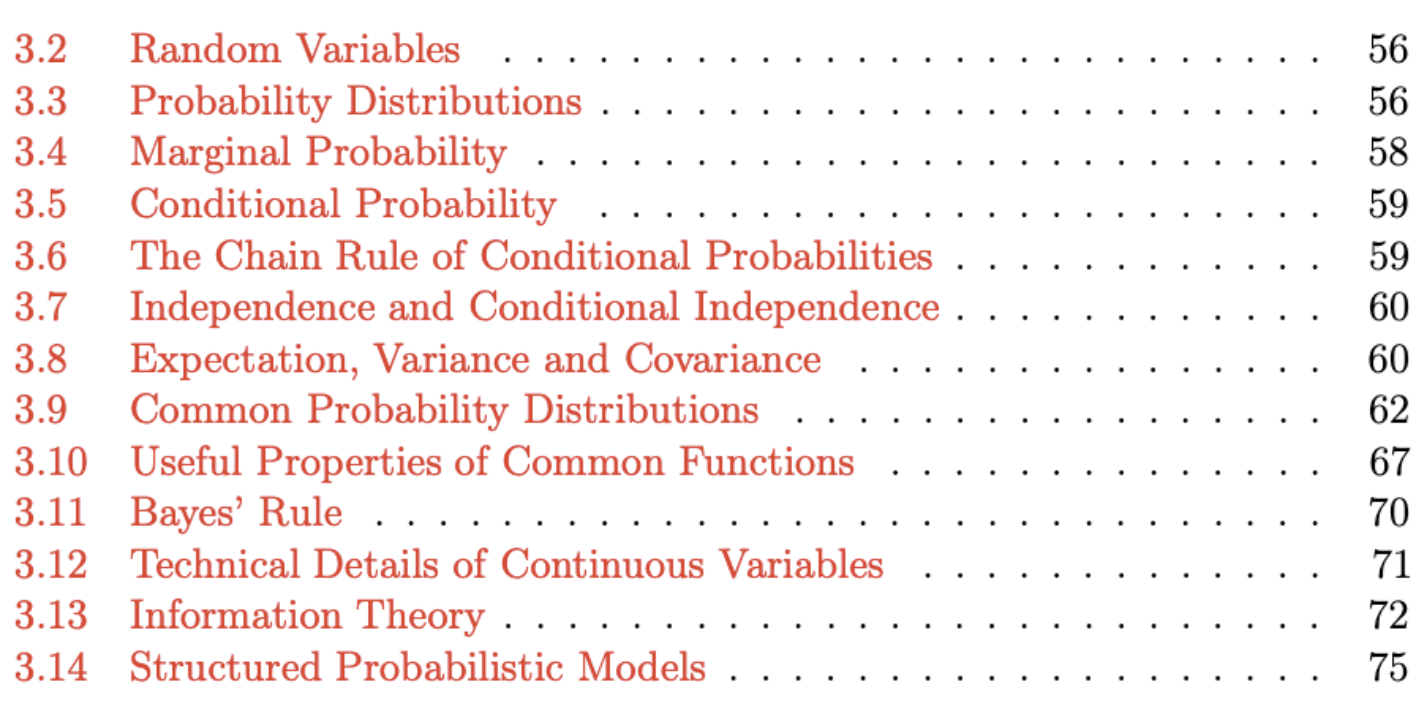 3.2 Random Variables . . . . . . . . . . . . . . . . . . . . . . . . . . 56
3.3 Probability Distributions . . . . . . . . . . . . . . . . . . . . . . . 56
3.4 Marginal Probability . . . . . . . . . . . . . . . . . . . . . . . . . 58
3.5 Conditional Probability . . . . . . . . . . . . . . . . . . . . . . . 59
3.6 The Chain Rule of Conditional Probabilities . . . . . . . . . . . . 59
3.7 Independence and Conditional Independence . . . . . . . . . . . . 60
3.8 Expectation, Variance and Covariance . . . . . . . . . . . . . . . 60
3.9 Common Probability Distributions . . . . . . . . . . . . . . . . . 62
3.10 Useful Properties of Common Functions . . . . . . . . . . . . . . 67
3.11 Bayes’ Rule . . . . . . . . . . . . . . . . . . . . . . . . . . . . . . 70
3.12 Technical Details of Continuous Variables . . . . . . . . . . . . . 71
3.13 Information Theory . . . . . . . . . . . . . . . . . . . . . . . . . . 72
3.14 Structured Probabilistic Models . . . . . . . . . . . . . . . . . . . 75